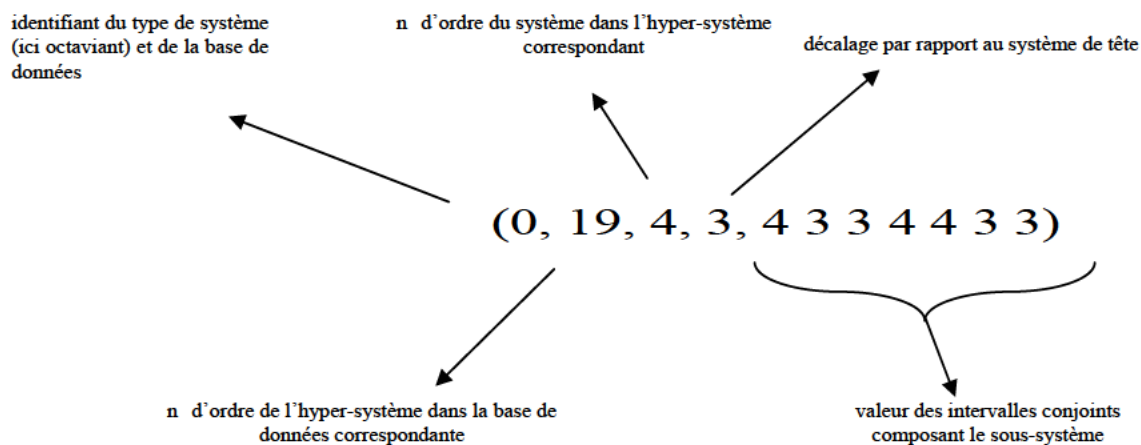 identifiant du type de système
(ici octaviant) et de la base de
données
n d'ordre du système dans l'hyper-système
correspondant
décalage par rapport au système de tête
(0, 19, 4, 3, 4 3 3 4 4 3 3)
n d'ordre de l'hyper-système dans la base de
données correspondante
valeur des intervalles conjoints
composant le sous-système